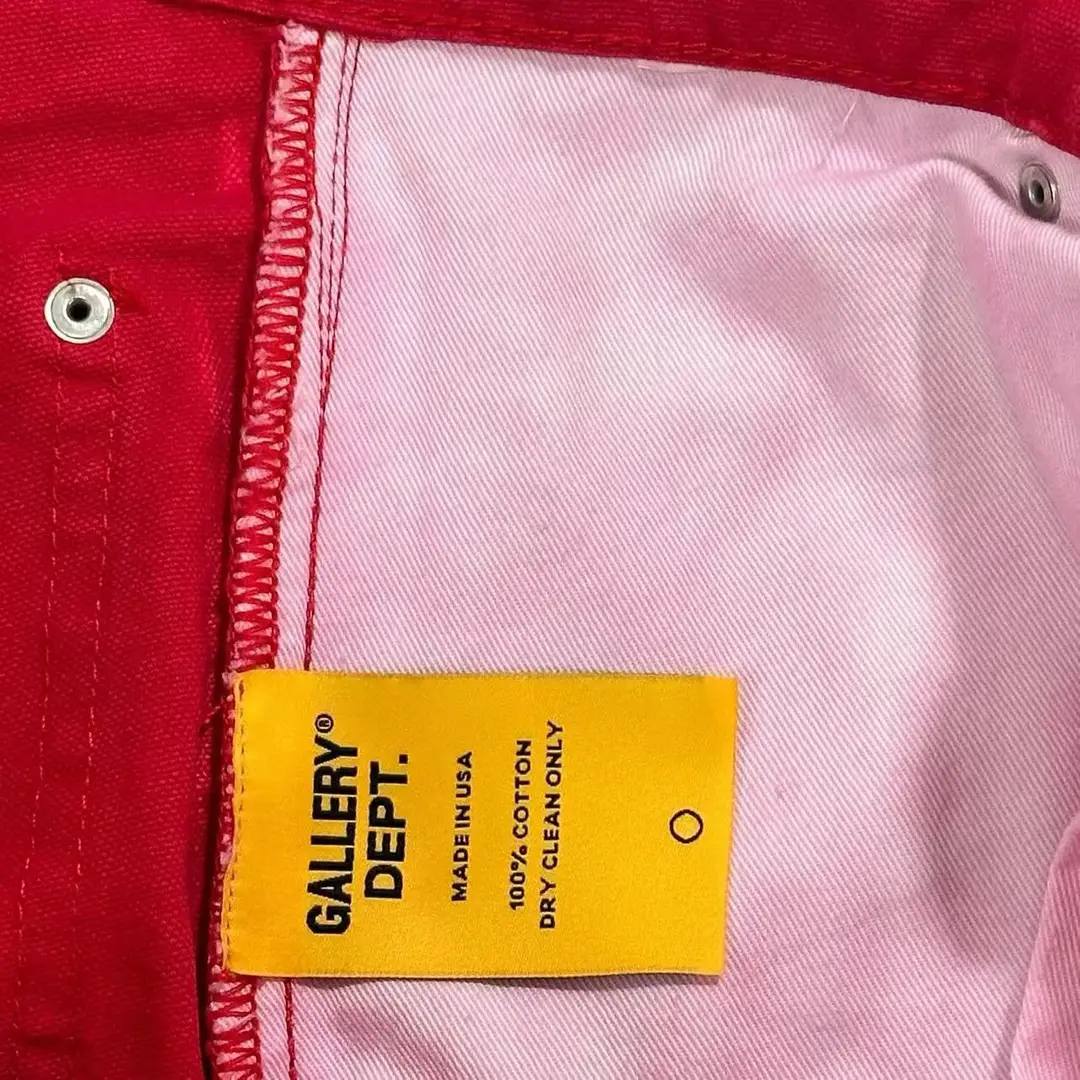 GALLERY®
DEPT.
MADE IN USA
100% COTTON
DRY CLEAN ONLY